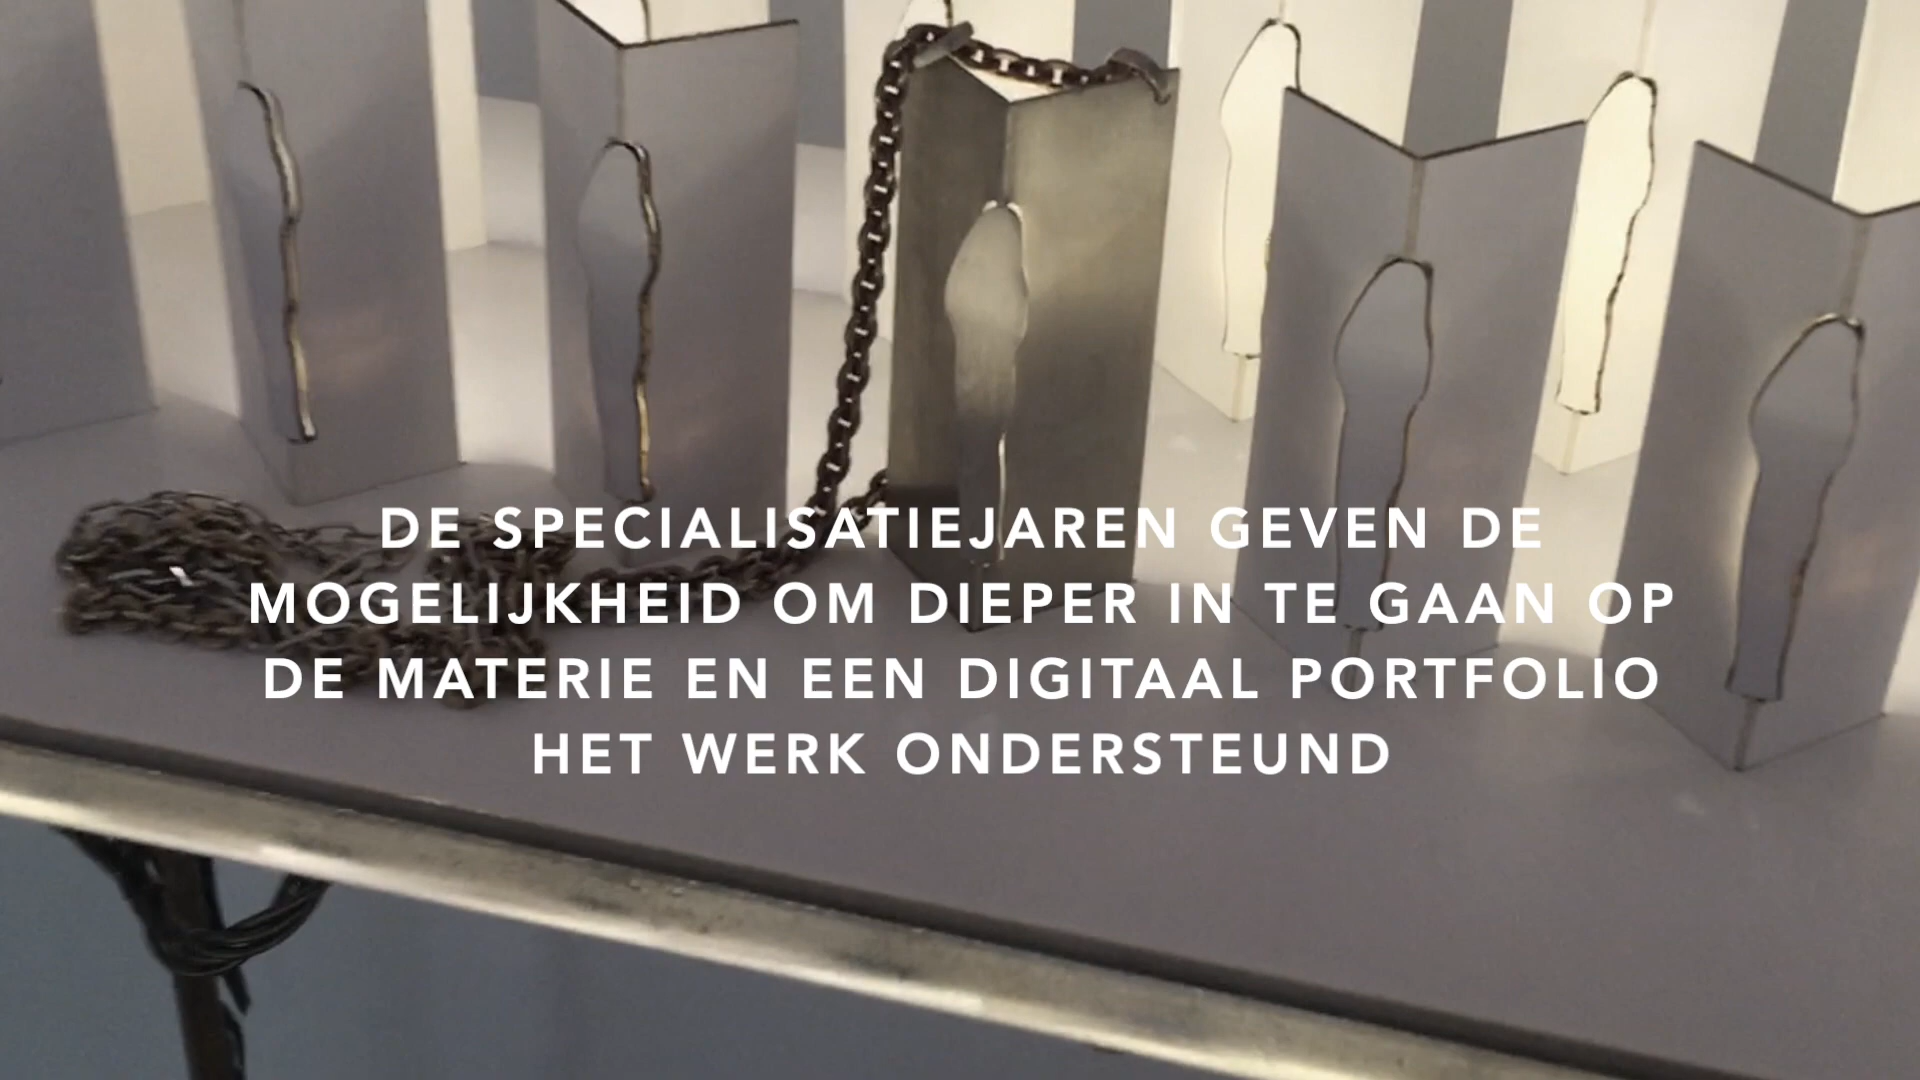 DE SPECIALISATIEJAREN GEVEN DE
MOGELIJKHEID OM DIEPER IN TE GAAN OP
DE MATERIE EN EEN DIGITAAL PORTFOLIO
HET WERK ONDERSTEUND